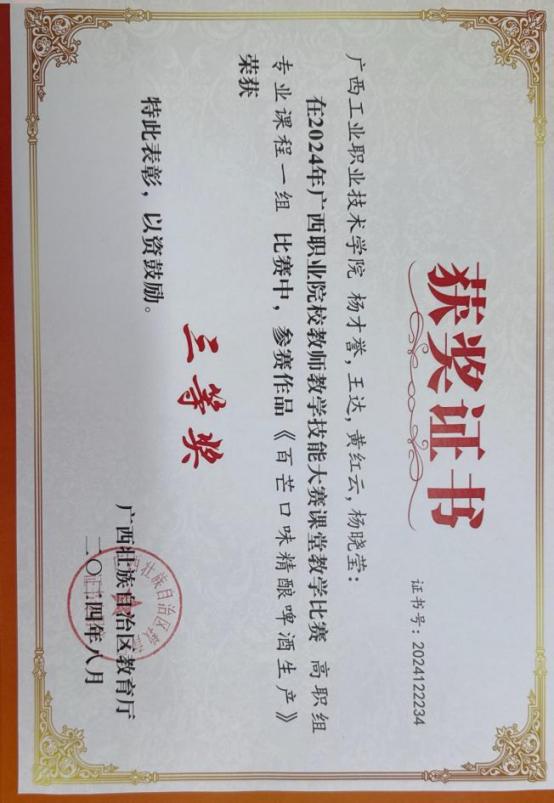 获奖证书
证书号：2024122234
广西工业职业技术学院 杨才誉，王达，黄红云，杨晓莹：
在2024年广西职业院校教师教学技能大赛课堂教学比赛 高职组
专业课程一组 比赛中，参赛作品《百芒口味精酿啤酒生产》
荣获
三等奖
特此表彰，以资鼓励。
广西壮族自治区教育厅
二〇二四年八月